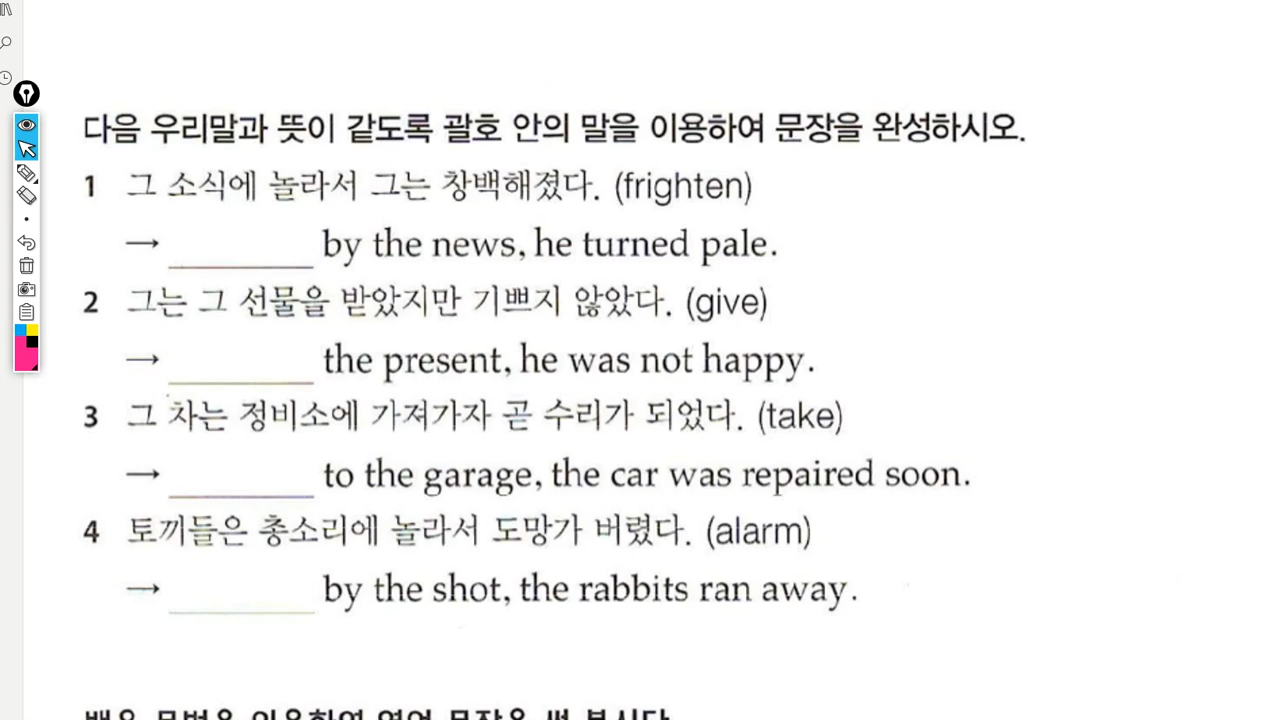 다음 우리말과 뜻이 같도록 괄호 안의 말을 이용하여 문장을 완성하시오.
1 그 소식에 놀라서 그는 창백해졌다. (frighten)
→ ________ by the news, he turned pale.
2 그는 그 선물을 받았지만 기쁘지 않았다. (give)
→ ________ the present, he was not happy.
3 그 차는 정비소에 가져가자 곧 수리가 되었다. (take)
→ ________ to the garage, the car was repaired soon.
4 토끼들은 총소리에 놀라서 도망가 버렸다. (alarm)
→ ________ by the shot, the rabbits ran away.